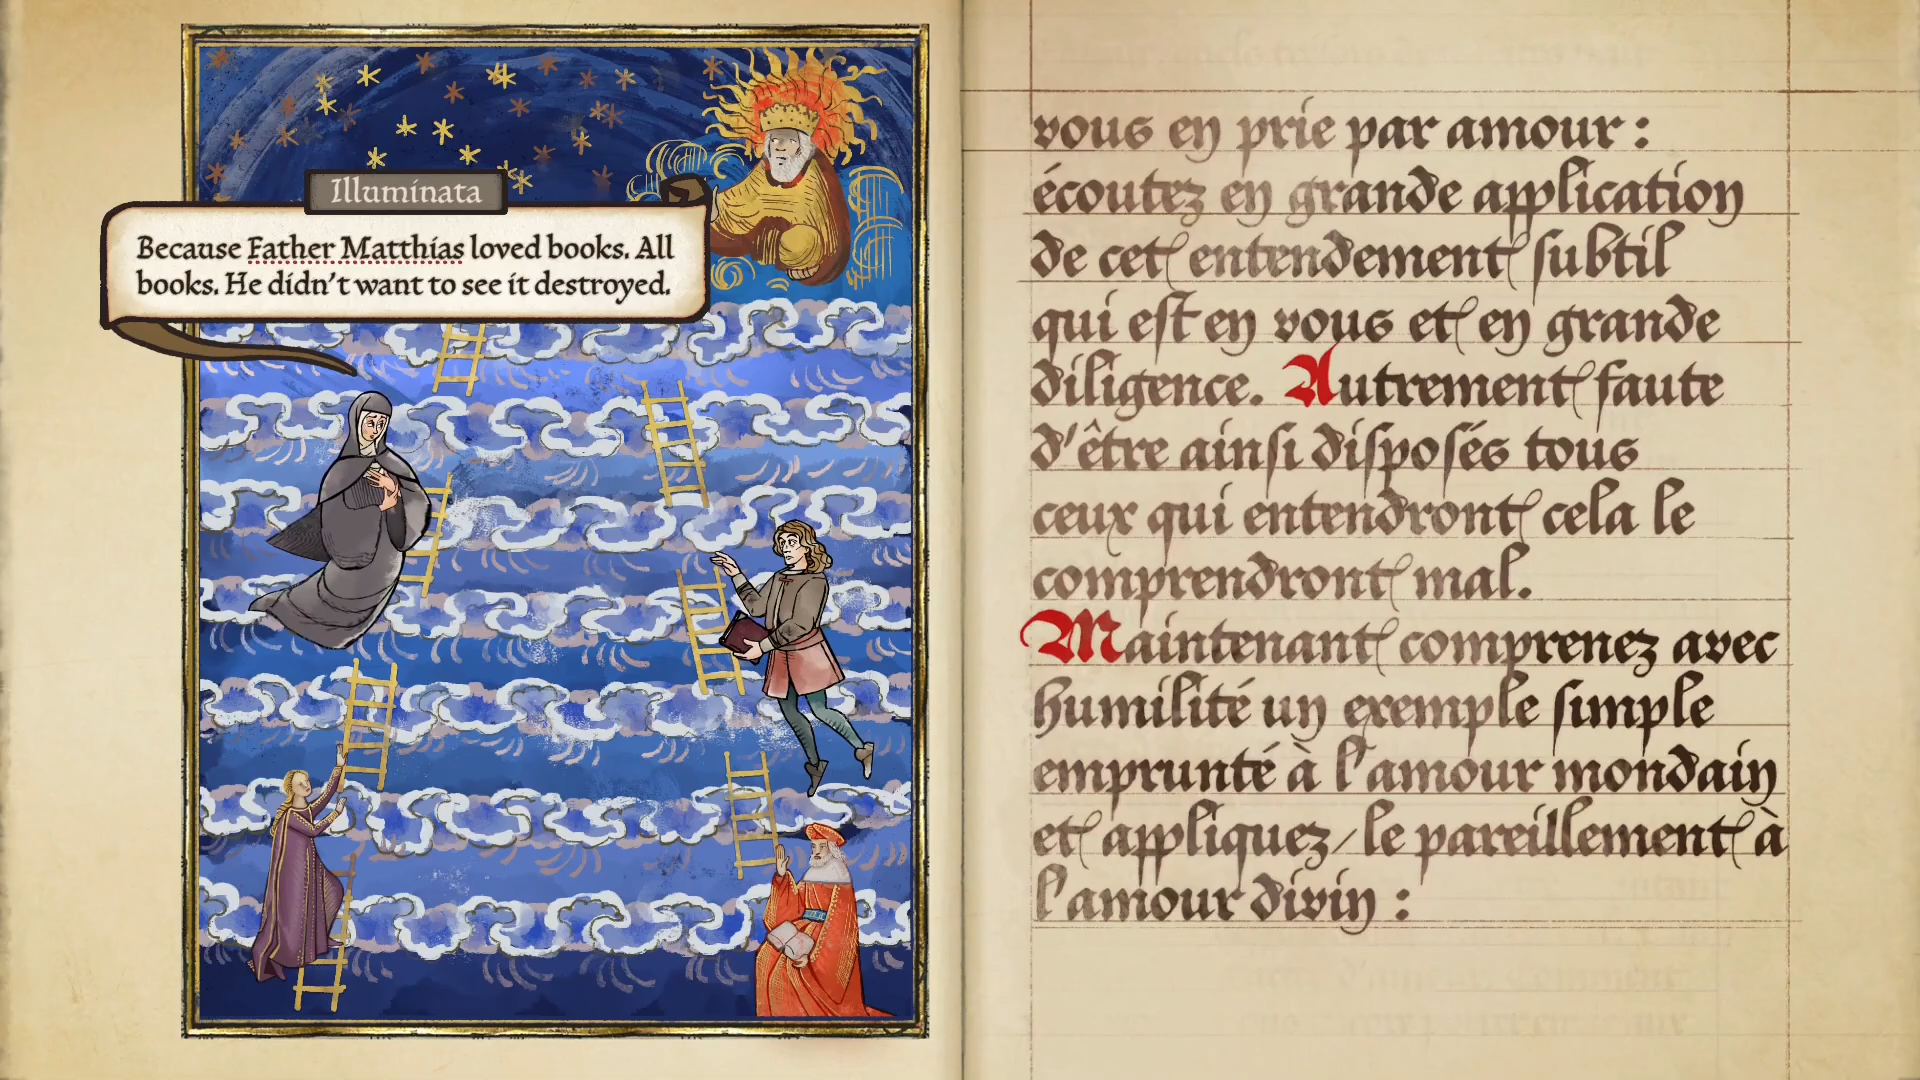 Illuminata
Because Father Matthias loved books. All
books. He didn't want to see it destroyed.
vous en prie par amour :
écoutez en grande application
de cet entendement subtil
qui est en vous et en grande
diligence. Autrement faute
d'être ainsi disposés tous
ceux qui entendront cela le
comprendront mal.
Maintenant comprenez avec
humilité un exemple simple
emprunté à l'amour mondain
et appliquez-le pareillement à
l'amour divin :